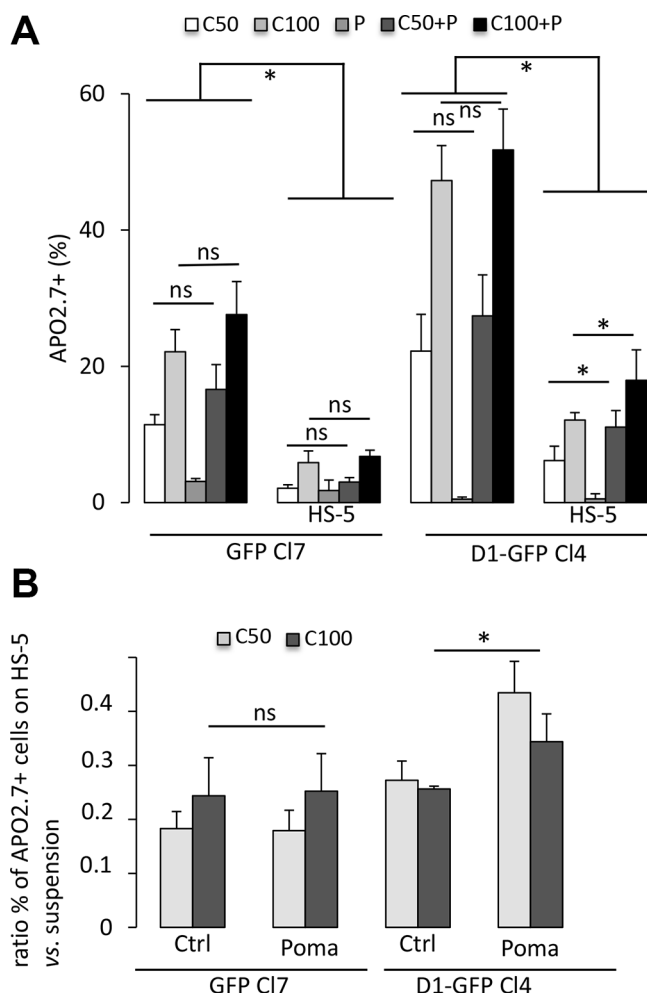 A
C50 C100 P C50+P C100+P
* *
60
ns
ns
40
APO2.7+ (%)
ns
ns
*
20
*
ns
ns
0
HS-5 HS-5
GFP Cl7 D1-GFP Cl4
B
C50 C100
*
ratio % of APO2.7+ cells on HS-5
vs. suspension
0.4
ns
0.3
0.2
0.1
0
Ctrl Poma Ctrl Poma
GFP Cl7 D1-GFP Cl4